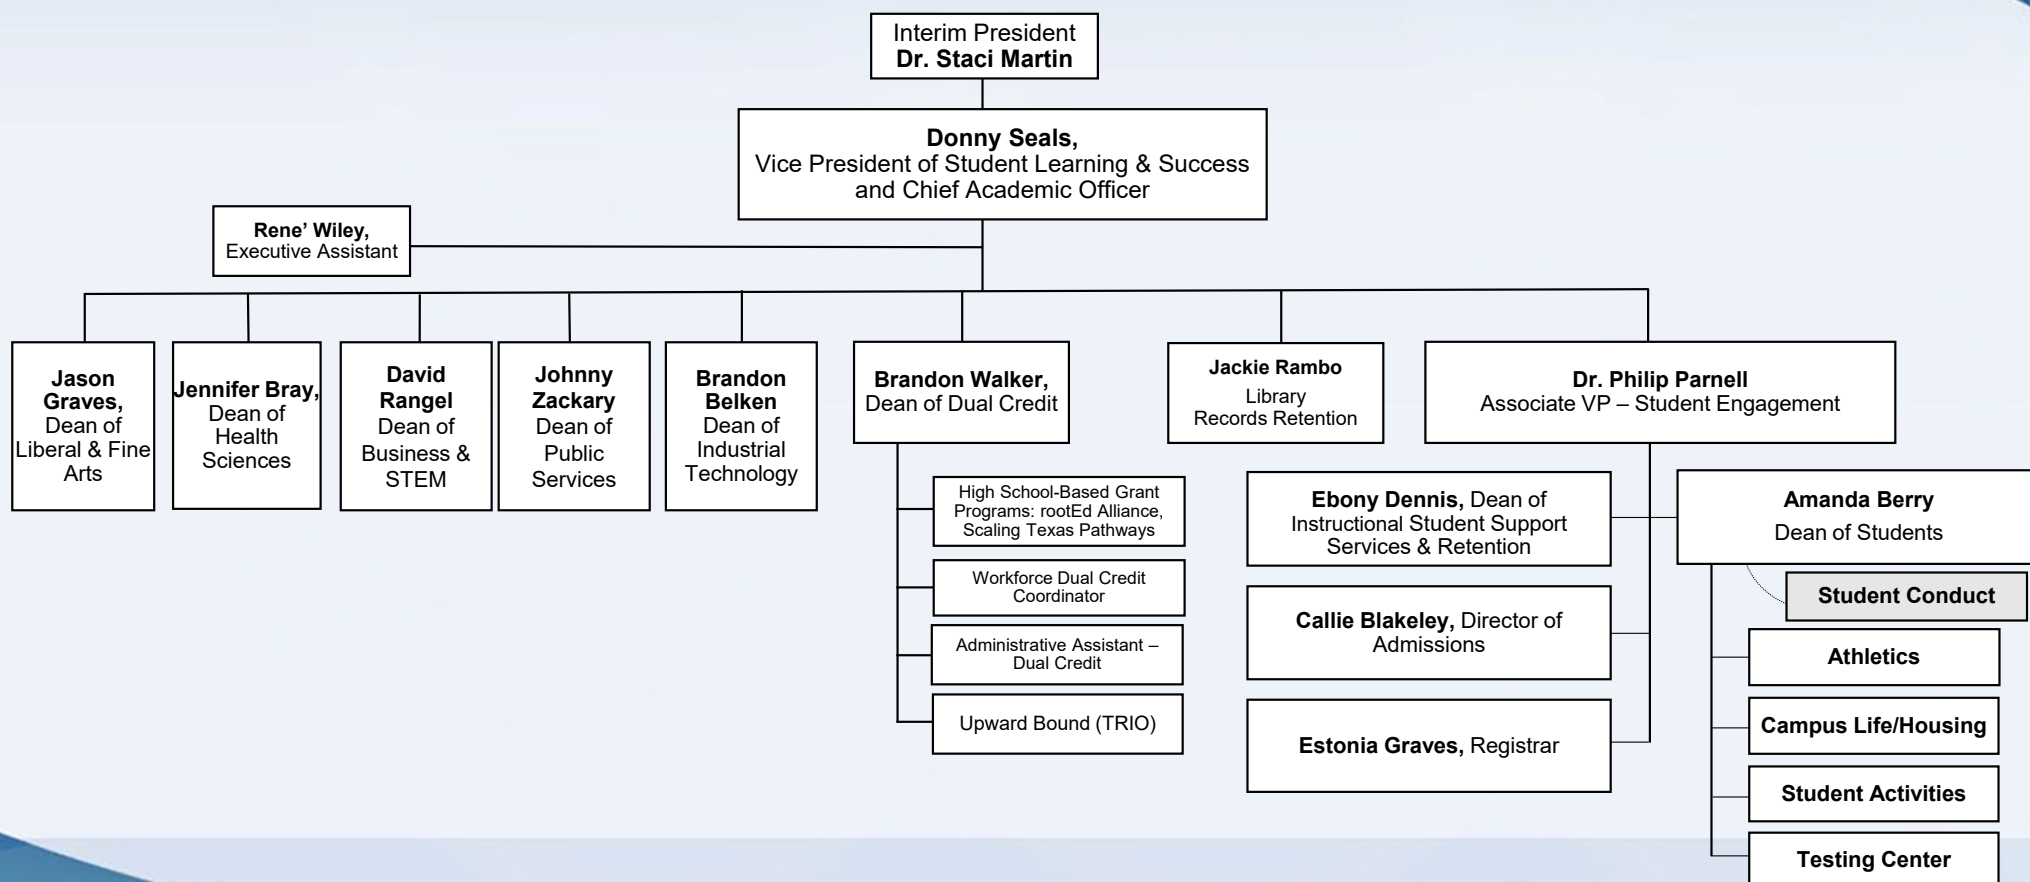 Interim President
Dr. Staci Martin
Donny Seals,
Vice President of Student Learning & Success
and Chief Academic Officer
Rene’ Wiley,
Executive Assistant
Jason
Graves,
Dean of
Liberal & Fine
Arts
Jennifer Bray,
Dean of
Health
Sciences
David
Rangel
Dean of
Business &
STEM
Johnny
Zackary
Dean of
Public
Services
Brandon
Belken
Dean of
Industrial
Technology
Brandon Walker,
Dean of Dual Credit
Jackie Rambo
Library
Records Retention
Dr. Philip Parnell
Associate VP – Student Engagement
High School-Based Grant
Programs: rootEd Alliance,
Scaling Texas Pathways
Workforce Dual Credit
Coordinator
Administrative Assistant –
Dual Credit
Upward Bound (TRIO)
Ebony Dennis, Dean of
Instructional Student Support
Services & Retention
Callie Blakeley, Director of
Admissions
Estonia Graves, Registrar
Amanda Berry
Dean of Students
Student Conduct
Athletics
Campus Life/Housing
Student Activities
Testing Center